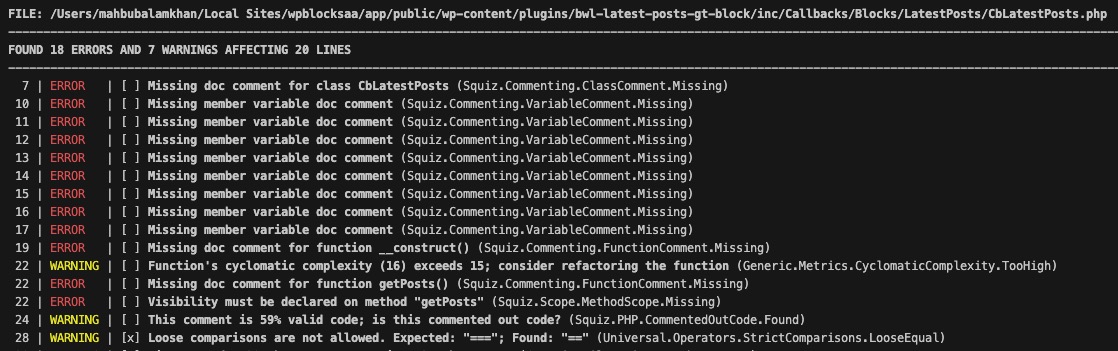 FILE: /Users/mahbubalamkhan/Local Sites/wpblocksaa/app/public/wp-content/plugins/bwl-latest-posts-gt-block/inc/Callbacks/Blocks/LatestPosts/CbLatestPosts.php
FOUND 18 ERRORS AND 7 WARNINGS AFFECTING 20 LINES
7 | ERROR | [ ] Missing doc comment for class CbLatestPosts (Squiz.Commenting.ClassComment.Missing)
10 | ERROR | [ ] Missing member variable doc comment (Squiz.Commenting.VariableComment.Missing)
11 | ERROR | [ ] Missing member variable doc comment (Squiz.Commenting.VariableComment.Missing)
12 | ERROR | [ ] Missing member variable doc comment (Squiz.Commenting.VariableComment.Missing)
13 | ERROR | [ ] Missing member variable doc comment (Squiz.Commenting.VariableComment.Missing)
14 | ERROR | [ ] Missing member variable doc comment (Squiz.Commenting.VariableComment.Missing)
15 | ERROR | [ ] Missing member variable doc comment (Squiz.Commenting.VariableComment.Missing)
16 | ERROR | [ ] Missing member variable doc comment (Squiz.Commenting.VariableComment.Missing)
17 | ERROR | [ ] Missing member variable doc comment (Squiz.Commenting.VariableComment.Missing)
19 | ERROR | [ ] Missing doc comment for function __construct() (Squiz.Commenting.FunctionComment.Missing)
22 | WARNING | [ ] Function's cyclomatic complexity (16) exceeds 15; consider refactoring the function (Generic.Metrics.CyclomaticComplexity.TooHigh)
22 | ERROR | [ ] Missing doc comment for function getPosts() (Squiz.Commenting.FunctionComment.Missing)
22 | ERROR | [ ] Visibility must be declared on method "getPosts" (Squiz.Scope.MethodScope.Missing)
24 | WARNING | [ ] This comment is 59% valid code; is this commented out code? (Squiz.PHP.CommentedOutCode.Found)
28 | WARNING | [x] Loose comparisons are not allowed. Expected: "==="; Found: "==" (Universal.Operators.StrictComparisons.LooseEqual)